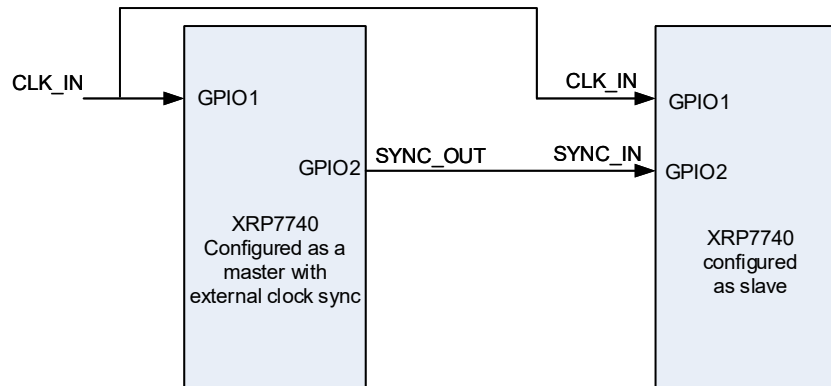 CLK_IN
GPIO1
GPIO2
XRP7740
Configured as a
master with
external clock sync
SYNC_OUT
SYNC_IN
CLK_IN
GPIO1
GPIO2
XRP7740
configured
as slave